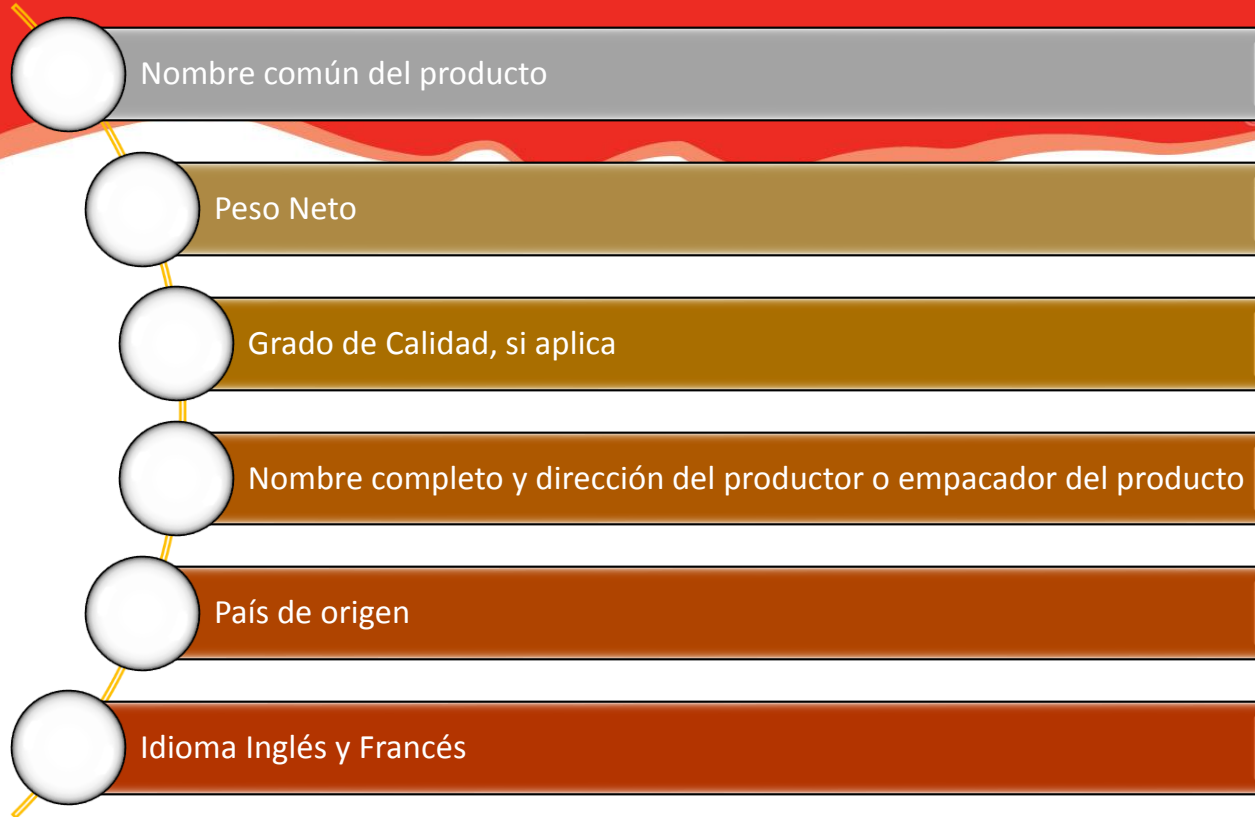 Nombre común del producto
Peso Neto
Grado de Calidad, si aplica
Nombre completo y dirección del productor o empacador del producto
País de origen
Idioma Inglés y Francés